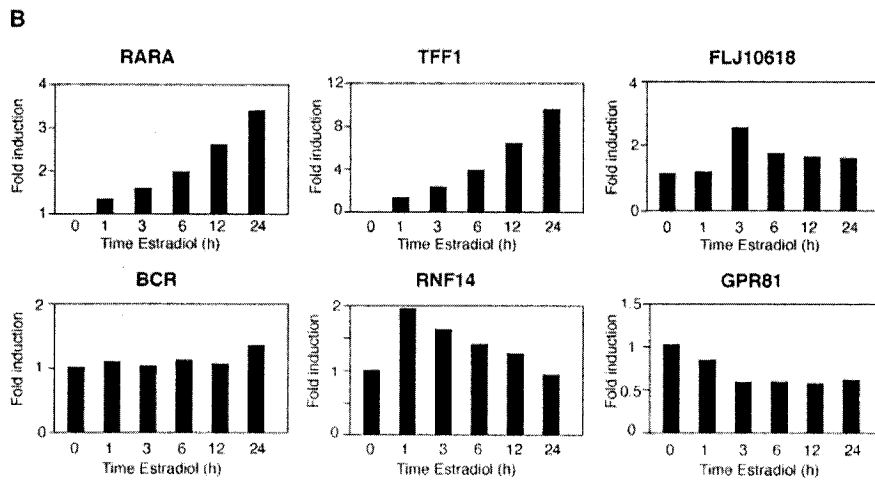 B
RARA
Fold induction
4
3
2
1
0 1 3 6 12 24
Time Estradiol (h)
TFF1
Fold induction
12
8
4
0
0 1 3 6 12 24
Time Estradiol (h)
FLJ10618
Fold induction
4
2
0
0 1 3 6 12 24
Time Estradiol (h)
BCR
Fold induction
2
1
0
0 1 3 6 12 24
Time Estradiol (h)
RNF14
Fold induction
2
1
0
0 1 3 6 12 24
Time Estradiol (h)
GPR81
Fold induction
1.5
1
0.5
0
0 1 3 6 12 24
Time Estradiol (h)